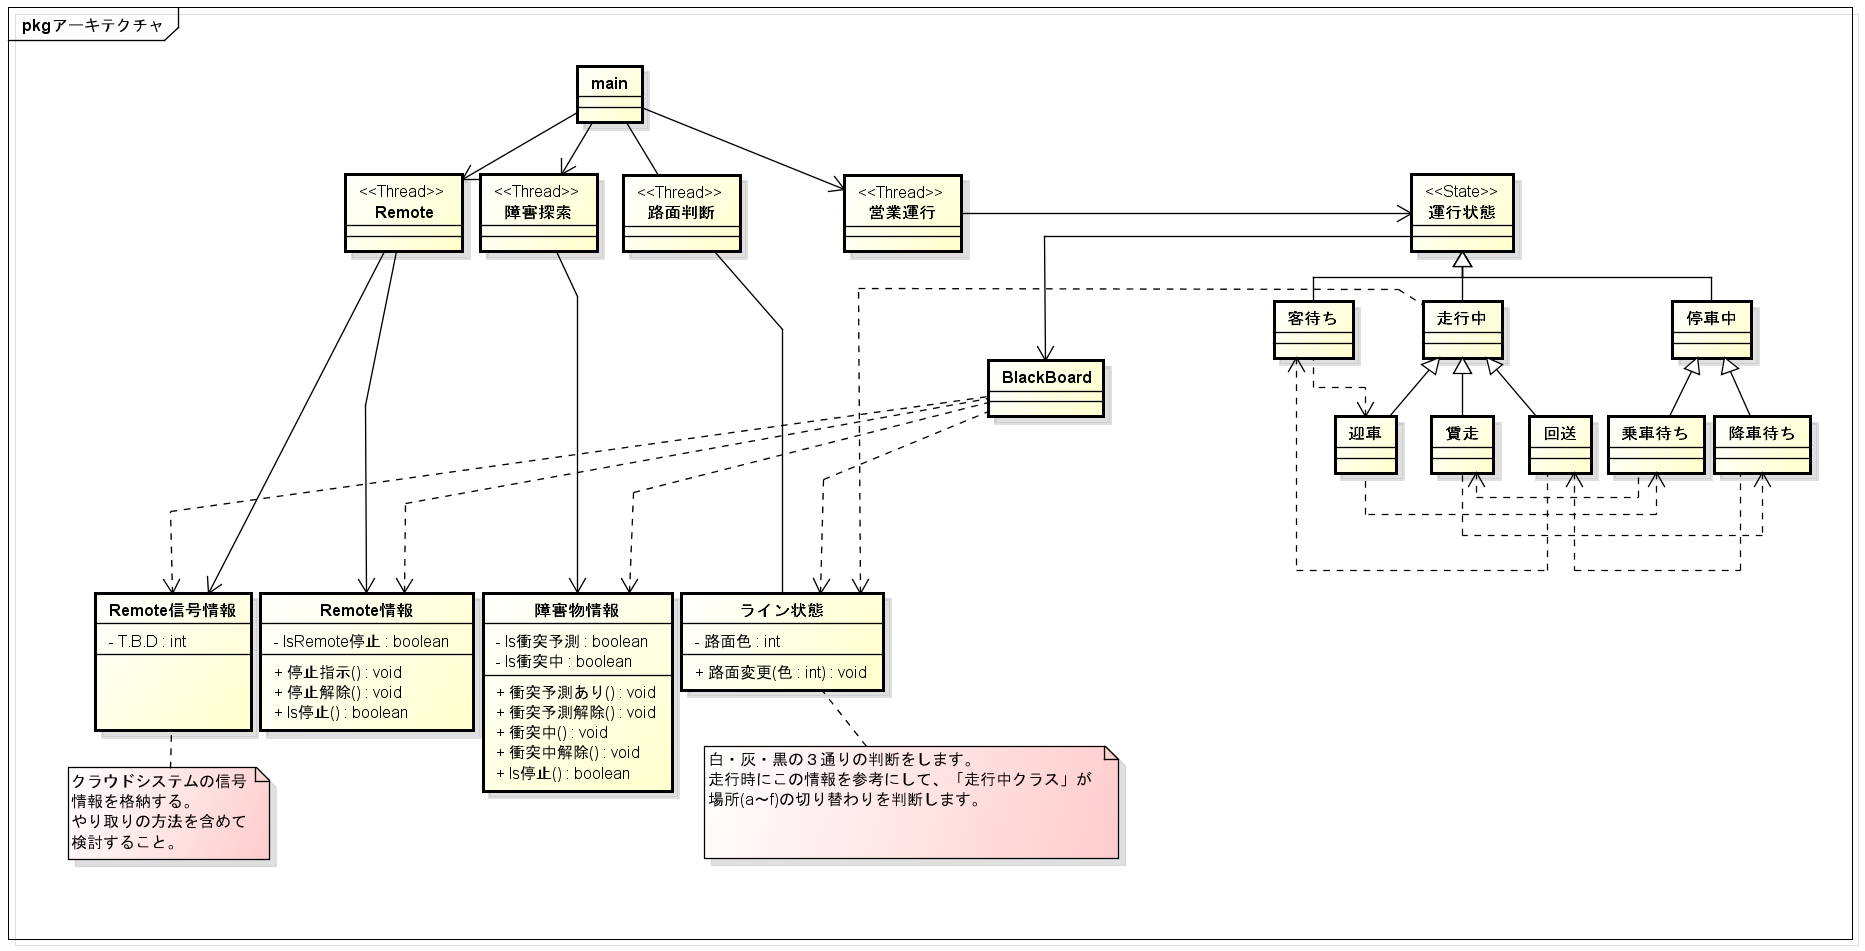 pkgアーキテクチャ
main
<<Thread>>
Remote
<<Thread>>
障害探索
<<Thread>>
路面判断
<<Thread>>
営業運行
<<State>>
運行状態
客待ち
走行中
停車中
BlackBoard
迎車
賃走
回送
乗車待ち
降車待ち
Remote信号情報
- T.B.D : int
Remote情報
- IsRemote停止 : boolean
+ 停止指示() : void
+ 停止解除() : void
+ Is停止() : boolean
障害物情報
- Is衝突予測 : boolean
- Is衝突中 : boolean
+ 衝突予測あり() : void
+ 衝突予測解除() : void
+ 衝突中() : void
+ 衝突中解除() : void
+ Is停止() : boolean
ライン状態
- 路面色 : int
+ 路面変更(色 : int) : void
クラウドシステムの信号
情報を格納する。
やり取りの方法を含めて
検討すること。
白・灰・黒の３通りの判断をします。
走行時にこの情報を参考にして、「走行中クラス」が
場所(a～f)の切り替わりを判断します。